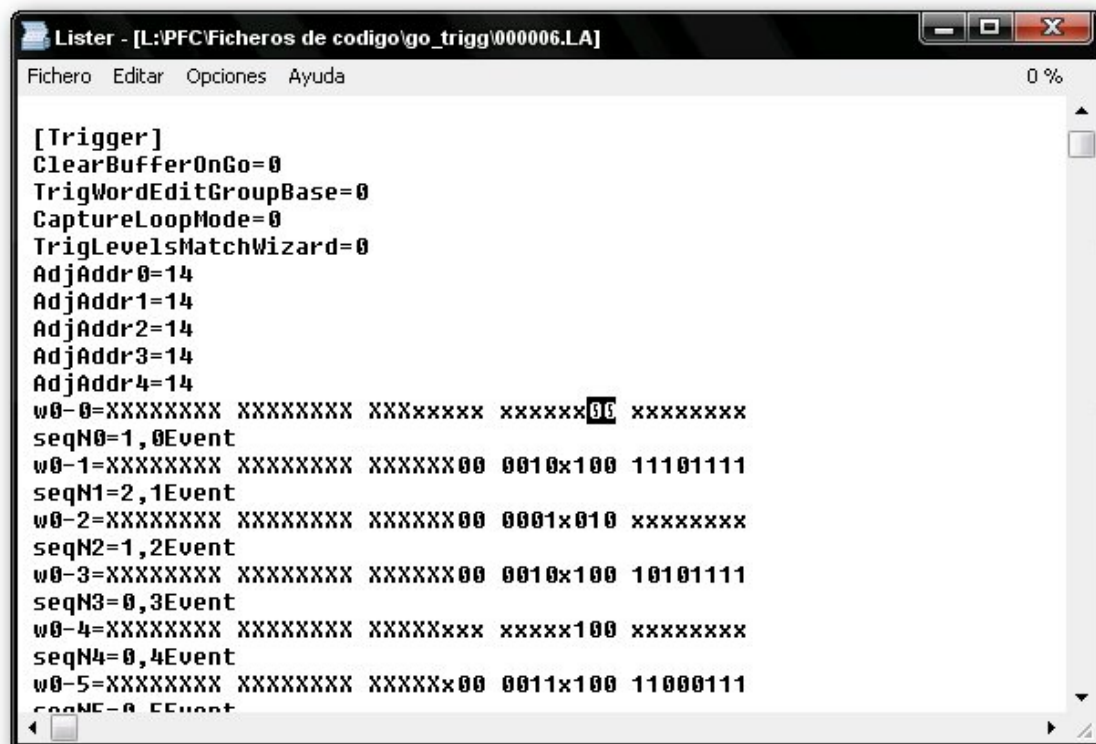 Lister - [L:\PFC\Ficheros de codigo\go_trigg\000006.LA]
Fichero Editar Opciones Ayuda 0 %
[Trigger]
ClearBufferOnGo=0
TrigWordEditGroupBase=0
CaptureLoopMode=0
TrigLevelsMatchWizard=0
AdjAddr0=14
AdjAddr1=14
AdjAddr2=14
AdjAddr3=14
AdjAddr4=14
w0-0=XXXXXXXX XXXXXXXX XXXxxxxx xxxxxx00 xxxxxxxx
seqN0=1,0Event
w0-1=XXXXXXXX XXXXXXXX XXXXXX00 0010x100 11101111
seqN1=2,1Event
w0-2=XXXXXXXX XXXXXXXX XXXXXX00 0001x010 xxxxxxxx
seqN2=1,2Event
w0-3=XXXXXXXX XXXXXXXX XXXXXX00 0010x100 10101111
seqN3=0,3Event
w0-4=XXXXXXXX XXXXXXXX XXXXXxxx xxxxx100 xxxxxxxx
seqN4=0,4Event
w0-5=XXXXXXXX XXXXXXXX XXXXXx00 0011x100 11000111
seqN5=0,5Event